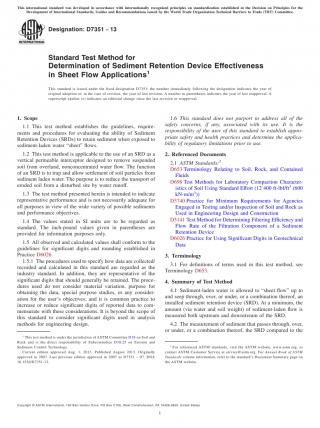 This international standard was developed in accordance with internationally recognized principles on standardization established in the Decision on Principles for the
Development of International Standards, Guides and Recommendations issued by the World Trade Organization Technical Barriers to Trade (TBT) Committee.
Designation: D7351 − 13
Standard Test Method for
Determination of Sediment Retention Device Effectiveness
in Sheet Flow Applications1
This standard is issued under the fixed designation D7351; the number immediately following the designation indicates the year of
original adoption or, in the case of revision, the year of last revision. A number in parentheses indicates the year of last reapproval. A
superscript epsilon (ε) indicates an editorial change since the last revision or reapproval.
1. Scope
1.1 This test method establishes the guidelines, require-
ments and procedures for evaluating the ability of Sediment
Retention Devices (SRDs) to retain sediment when exposed to
sediment-laden water “sheet” flows.
1.2 This test method is applicable to the use of an SRD as a
vertical permeable interceptor designed to remove suspended
soil from overland, nonconcentrated water flow. The function
of an SRD is to trap and allow settlement of soil particles from
sediment laden water. The purpose is to reduce the transport of
eroded soil from a disturbed site by water runoff.
1.3 The test method presented herein is intended to indicate
representative performance and is not necessarily adequate for
all purposes in view of the wide variety of possible sediments
and performance objectives.
1.4 The values stated in SI units are to be regarded as
standard. The inch-pound values given in parentheses are
provided for information purposes only.
1.5 All observed and calculated values shall conform to the
guidelines for significant digits and rounding established in
Practice D6026.
1.5.1 The procedures used to specify how data are collected/
recorded and calculated in this standard are regarded as the
industry standard. In addition, they are representative of the
significant digits that should generally be retained. The proce-
dures used do not consider material variation, purpose for
obtaining the data, special purpose studies, or any consider-
ation for the user’s objectives; and it is common practice to
increase or reduce significant digits of reported data to com-
mensurate with these considerations. It is beyond the scope of
this standard to consider significant digits used in analysis
methods for engineering design.
1 This test method is under the jurisdiction of ASTM Committee D18 on Soil and
Rock and is the direct responsibility of Subcommittee D18.25 on Erosion and
Sediment Control Technology.
Current edition approved Aug. 1, 2013. Published August 2013. Originally
approved in 2007. Last previous edition approved in 2007 as D7351 – 07. DOI:
10.1520/D7351-13.
1.6 This standard does not purport to address all of the
safety concerns, if any, associated with its use. It is the
responsibility of the user of this standard to establish appro-
priate safety and health practices and determine the applica-
bility of regulatory limitations prior to use.
2. Referenced Documents
2.1 ASTM Standards:2
D653 Terminology Relating to Soil, Rock, and Contained
Fluids
D698 Test Methods for Laboratory Compaction Character-
istics of Soil Using Standard Effort (12 400 ft-lbf/ft3 (600
kN-m/m3))
D3740 Practice for Minimum Requirements for Agencies
Engaged in Testing and/or Inspection of Soil and Rock as
Used in Engineering Design and Construction
D5141 Test Method for Determining Filtering Efficiency and
Flow Rate of the Filtration Component of a Sediment
Retention Device
D6026 Practice for Using Significant Digits in Geotechnical
Data
3. Terminology
3.1 For definitions of terms used in this test method, see
Terminology D653.
4. Summary of Test Method
4.1 Sediment-laden water is allowed to “sheet flow” up to
and seep through, over, or under, or a combination thereof, an
installed sediment retention device (SRD). At a minimum, the
amount (via water and soil weight) of sediment-laden flow is
measured both upstream and downstream of the SRD.
4.2 The measurement of sediment that passes through, over,
or under, or a combination thereof, the SRD compared to the
2 For referenced ASTM standards, visit the ASTM website, www.astm.org, or
contact ASTM Customer Service at service@astm.org. For Annual Book of ASTM
Standards volume information, refer to the standard’s Document Summary page on
the ASTM website.
Copyright © ASTM International, 100 Barr Harbor Drive, PO Box C700, West Conshohocken, PA 19428-2959. United States
1